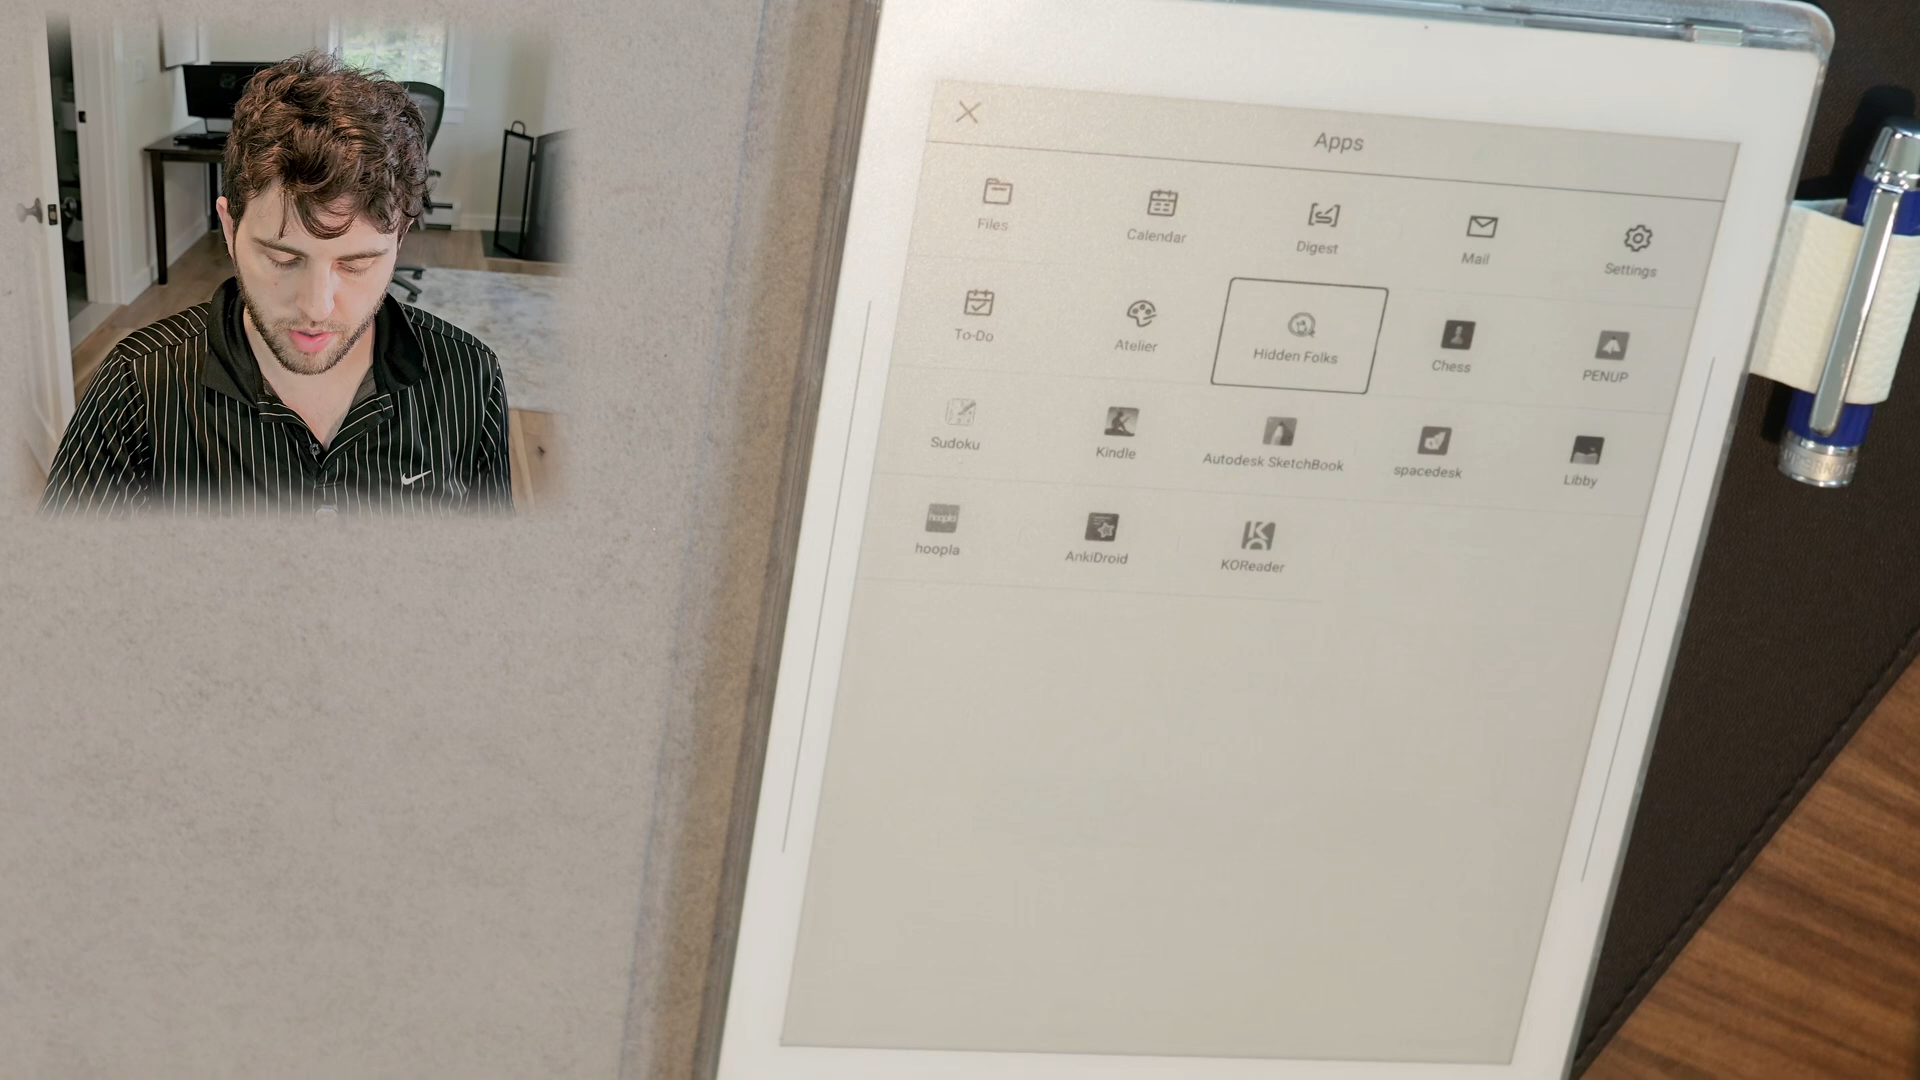 Apps
Files Calendar Digest Mail Settings
To-Do Atelier Hidden Folks Chess PENUP
Sudoku Kindle Autodesk SketchBook spacedesk Libby
hoopla
hoopla AnkiDroid KOReader